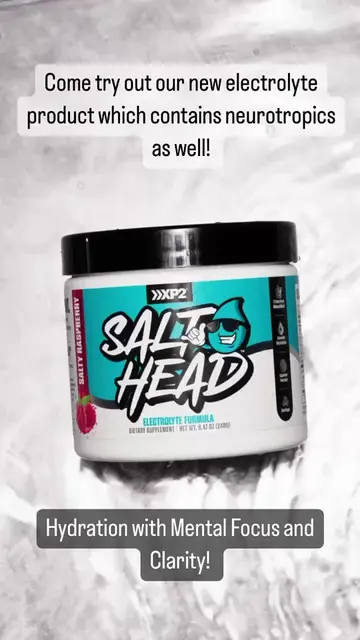 Come try out our new electrolyte
product which contains neurotropics
as well!
XP2
SALTY RASPBERRY
SALT
HEAD
ELECTROLYTE FORMULA
DIETARY SUPPLEMENT
Hydration with Mental Focus and
Clarity!